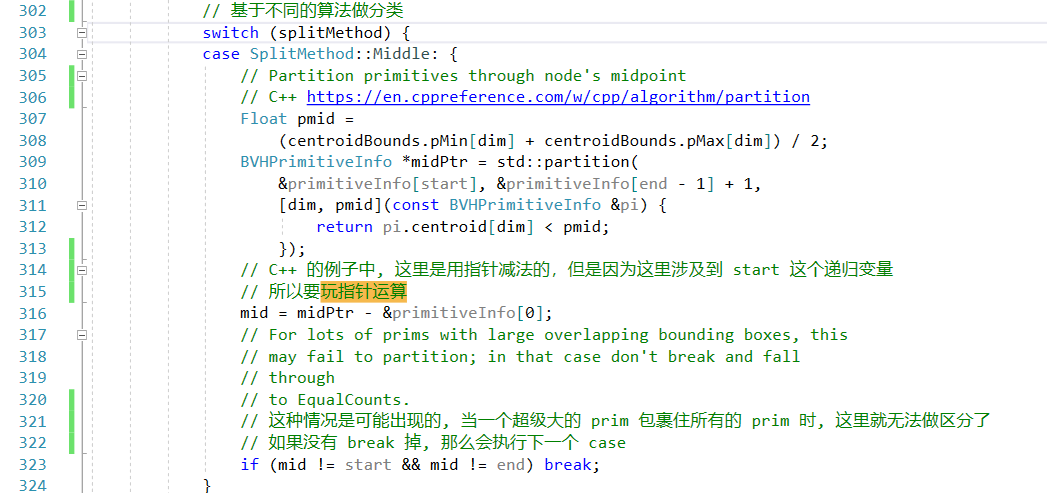 302 // 基于不同的算法做分类
303 switch (splitMethod) {
304 case SplitMethod::Middle: {
305 // Partition primitives through node's midpoint
306 // C++ https://en.cppreference.com/w/cpp/algorithm/partition
307 Float pmid =
308 (centroidBounds.pMin[dim] + centroidBounds.pMax[dim]) / 2;
309 BVHPrimitiveInfo *midPtr = std::partition(
310 &primitiveInfo[start], &primitiveInfo[end - 1] + 1,
311 [dim, pmid](const BVHPrimitiveInfo &pi) {
312 return pi.centroid[dim] < pmid;
313 });
314 // C++ 的例子中, 这里是用指针减法的, 但是因为这里涉及到 start 这个递归变量
315 // 所以要玩指针运算
316 mid = midPtr - &primitiveInfo[0];
317 // For lots of prims with large overlapping bounding boxes, this
318 // may fail to partition; in that case don't break and fall
319 // through
320 // to EqualCounts.
321 // 这种情况是可能出现的, 当一个超级大的 prim 包裹住所有的 prim 时, 这里就无法做区分了
322 // 如果没有 break 掉, 那么会执行下一个 case
323 if (mid != start && mid != end) break;
324 }